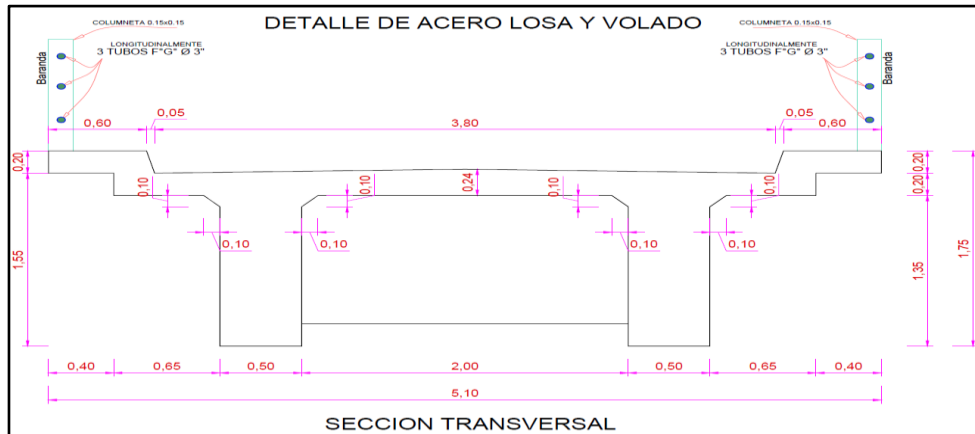 DETALLE DE ACERO LOSA Y VOLADO
COLUMNETA 0.15x0.15
COLUMNETA 0.15x0.15
LONGITUDINALMENTE
3 TUBOS F"G" Ø 3"
LONGITUDINALMENTE
3 TUBOS F"G" Ø 3"
Baranda
Baranda
0,60
0,05
3,80
0,05
0,60
0,20
0,20
0,20
0,10
0,10
0,24
0,10
0,10
0,10
0,10
0,10
0,10
1,55
1,35
1,75
0,40
0,65
0,50
2,00
0,50
0,65
0,40
5,10
SECCION TRANSVERSAL